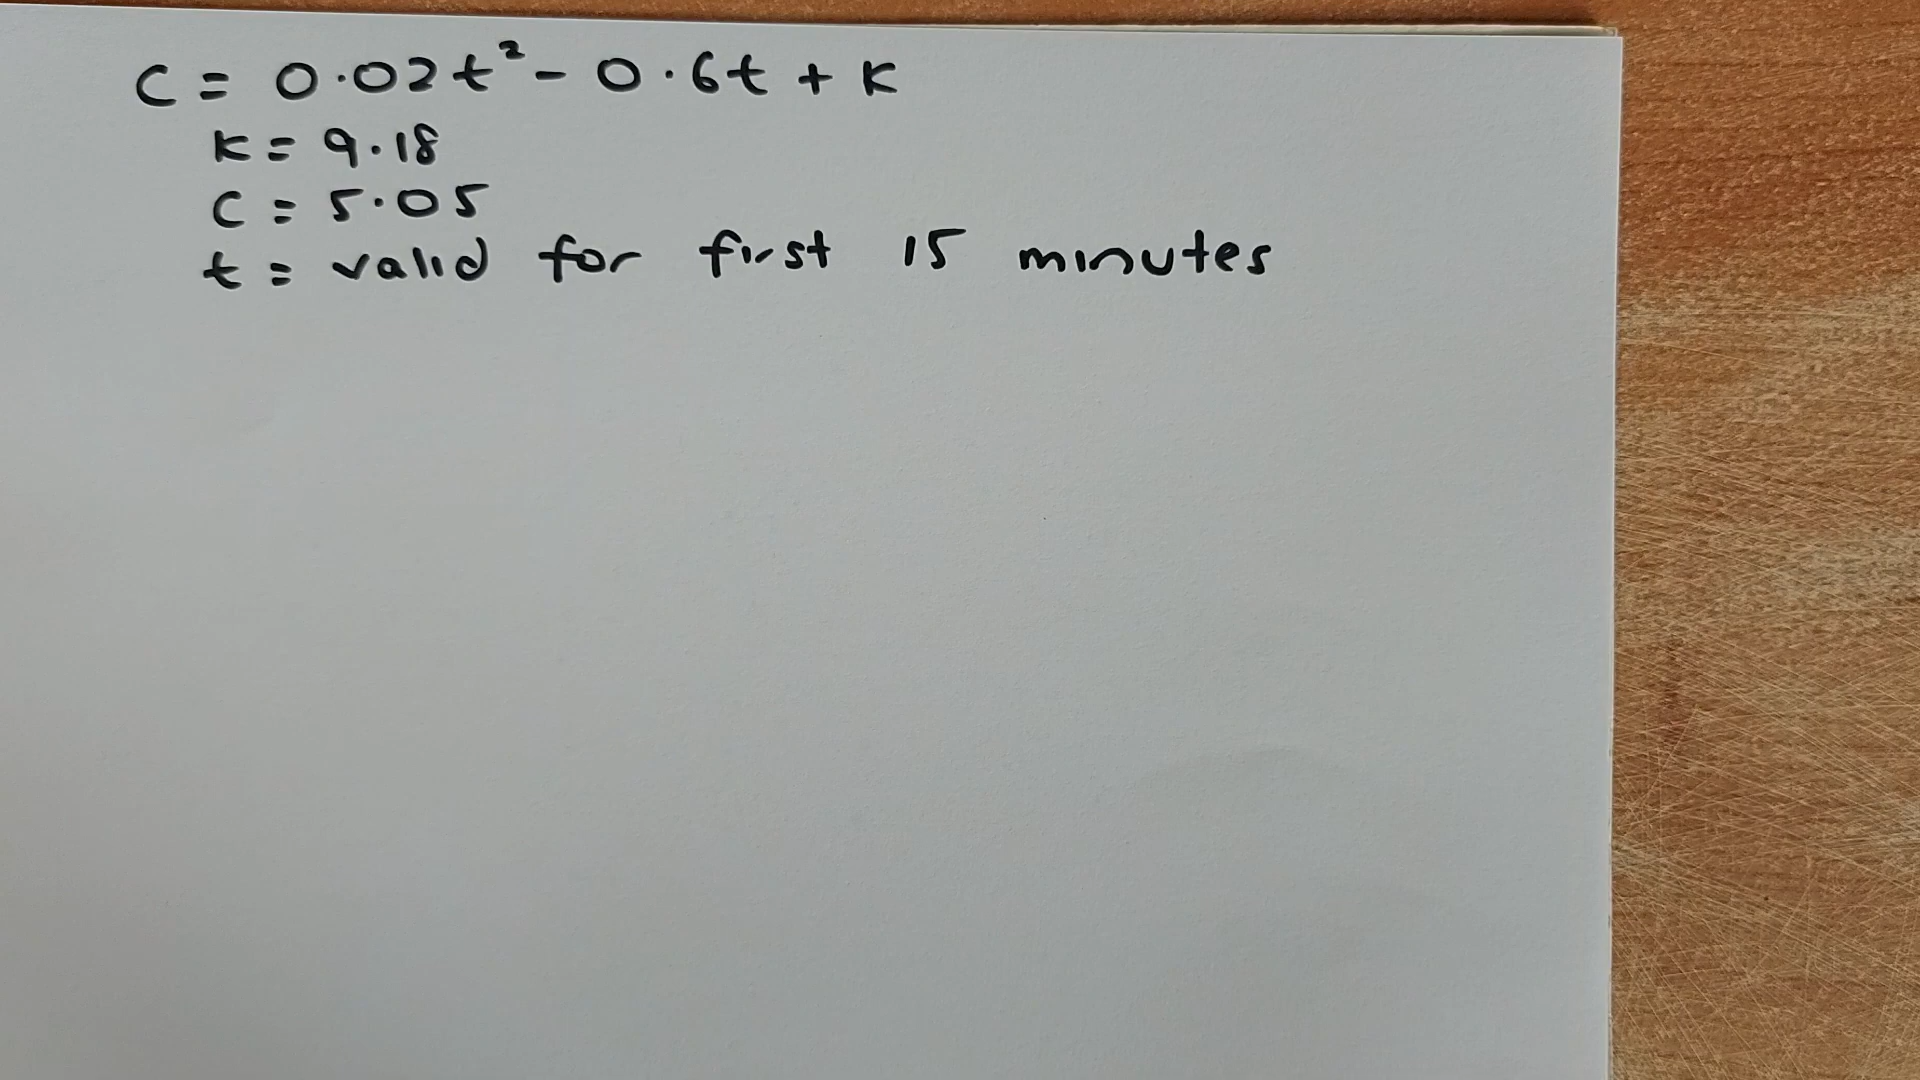 C = 0.02t² - 0.6t + K
K = 9.18
C = 5.05
t = valid for first 15 minutes